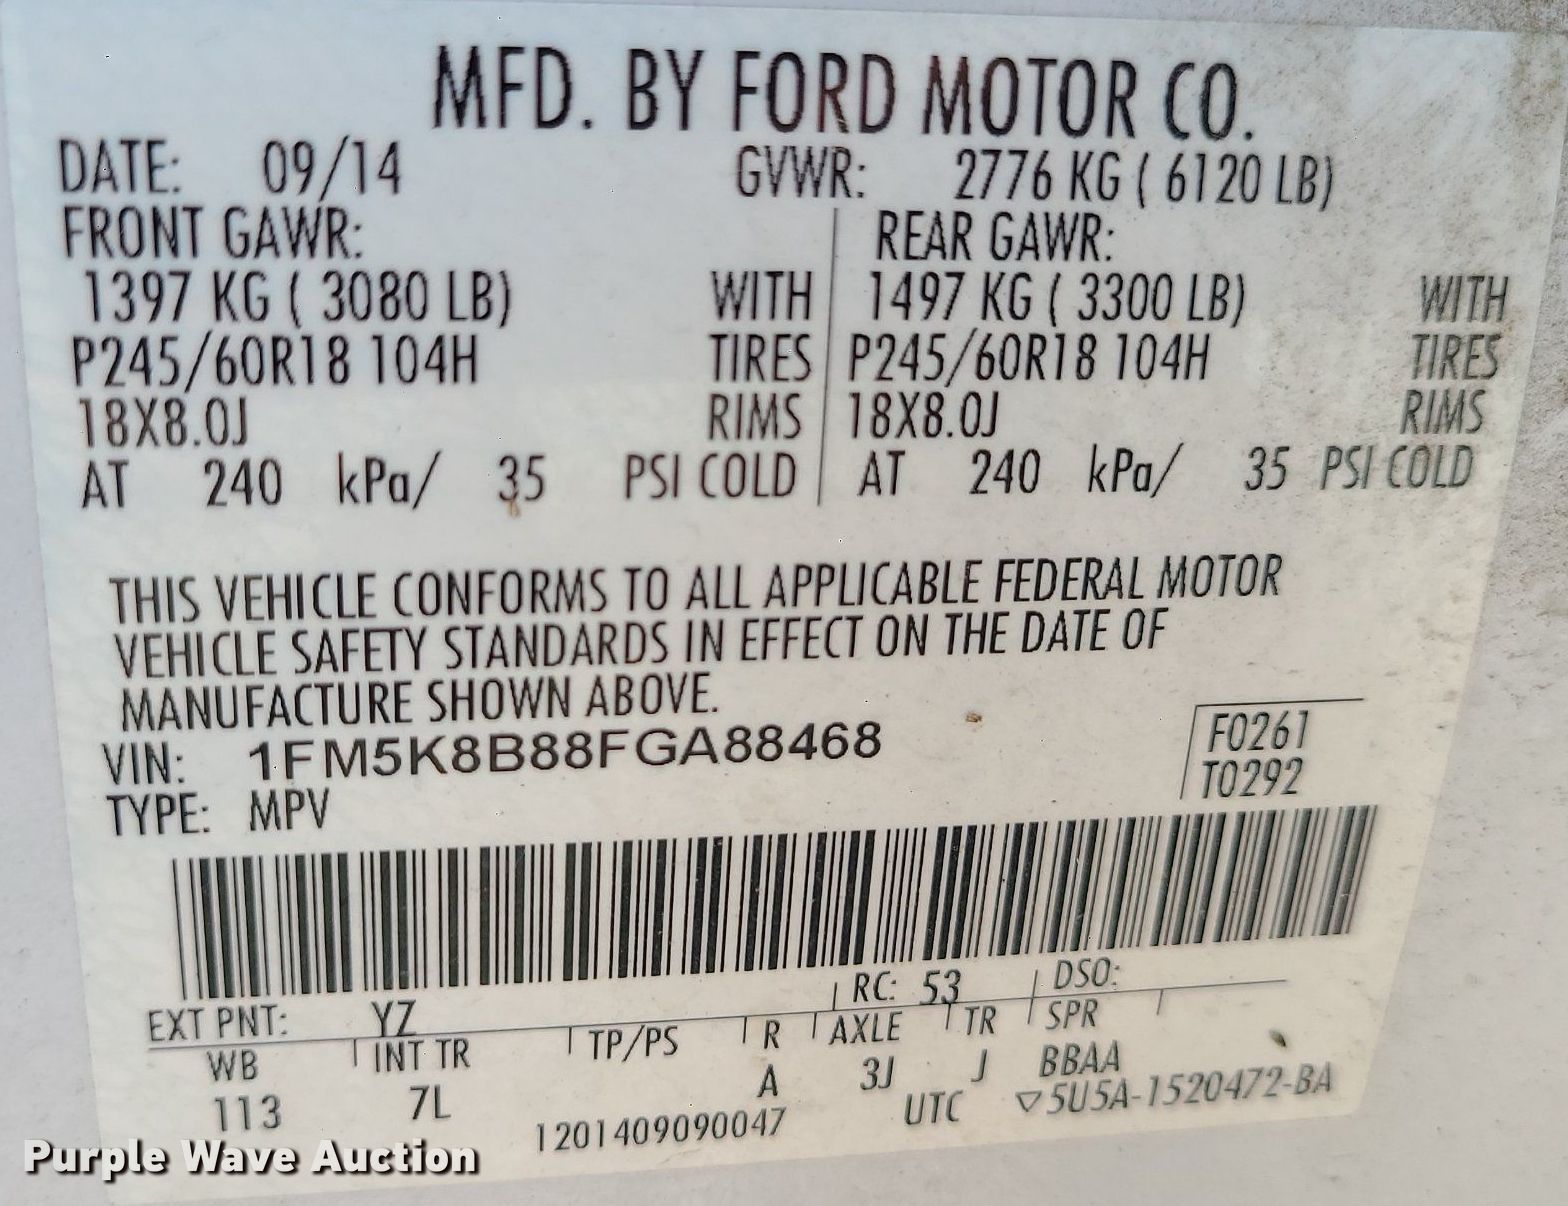 MFD. BY FORD MOTOR CO.
DATE: 09/14 GVWR: 2776 KG ( 6120 LB)
FRONT GAWR: REAR GAWR:
1397 KG ( 3080 LB) WITH 1497 KG ( 3300 LB) WITH
P245/60R18 104H TIRES P245/60R18 104H TIRES
18X8.0J RIMS 18X8.0J RIMS
AT 240 kPa/ 35 PSI COLD AT 240 kPa/ 35 PSI COLD
THIS VEHICLE CONFORMS TO ALL APPLICABLE FEDERAL MOTOR
VEHICLE SAFETY STANDARDS IN EFFECT ON THE DATE OF
MANUFACTURE SHOWN ABOVE.
VIN: 1FM5K8B88FGA88468 F0261
TYPE: MPV T0292
EXT PNT: YZ RC: 53 DSO:
WB INT TR TP/PS R AXLE TR SPR
113 7L A 3J J BBAA
1201409090047 UTC ▽5U5A-1520472-BA
Purple Wave Auction